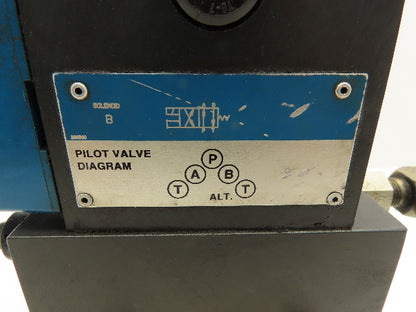 SOLENOID
B
PILOT VALVE
DIAGRAM
P
A B
T T
ALT.